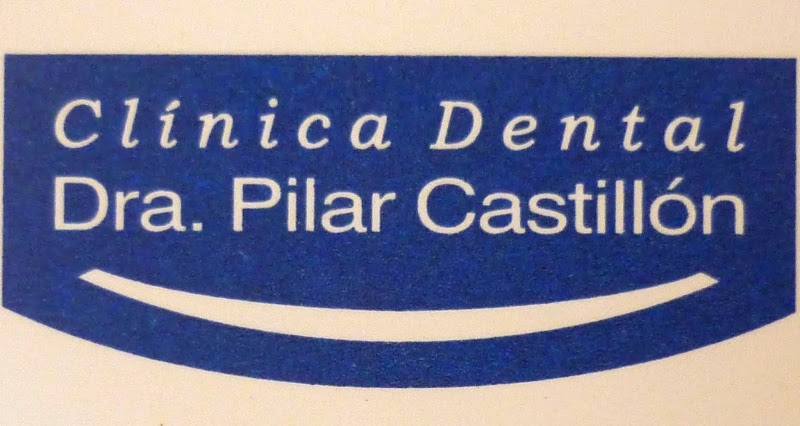 Clínica Dental
Dra. Pilar Castillón